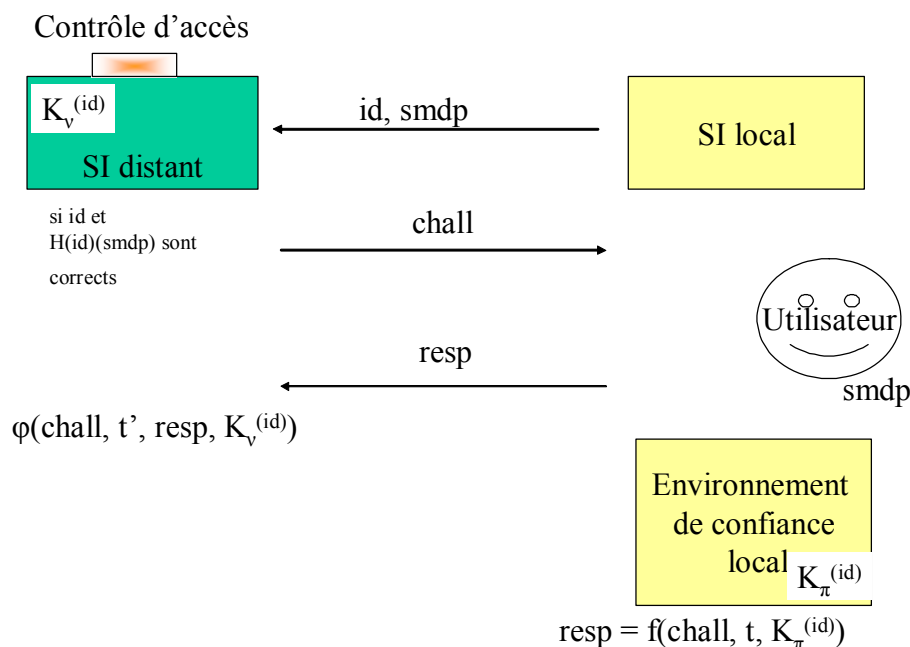 Contrôle d’accès
K_ν^(id)
SI distant
id, smdp
SI local
si id et
H(id)(smdp) sont
corrects
chall
Utilisateur
smdp
resp
φ(chall, t’, resp, K_ν^(id))
Environnement
de confiance
local
K_π^(id)
resp = f(chall, t, K_π^(id))